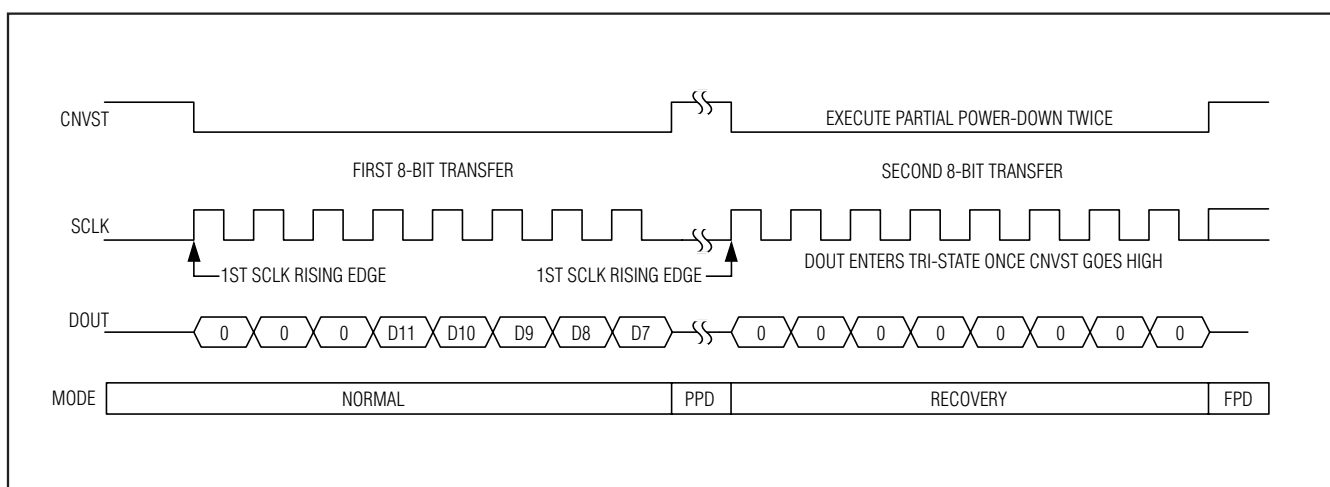 CNVST
EXECUTE PARTIAL POWER-DOWN TWICE
FIRST 8-BIT TRANSFER
SECOND 8-BIT TRANSFER
SCLK
1ST SCLK RISING EDGE
1ST SCLK RISING EDGE
DOUT ENTERS TRI-STATE ONCE CNVST GOES HIGH
DOUT
0 0 0 D11 D10 D9 D8 D7 0 0 0 0 0 0 0 0
MODE
NORMAL PPD RECOVERY FPD